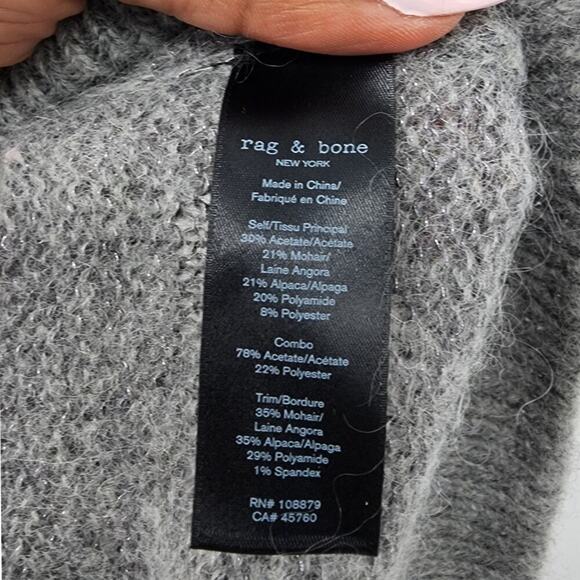 rag & bone
NEW YORK
Made in China/
Fabriqué en Chine
Self/Tissu Principal
30% Acetate/Acétate
21% Mohair/
Laine Angora
21% Alpaca/Alpaga
20% Polyamide
8% Polyester
Combo
78% Acetate/Acétate
22% Polyester
Trim/Bordure
35% Mohair/
Laine Angora
35% Alpaca/Alpaga
29% Polyamide
1% Spandex
RN# 108879
CA# 45760